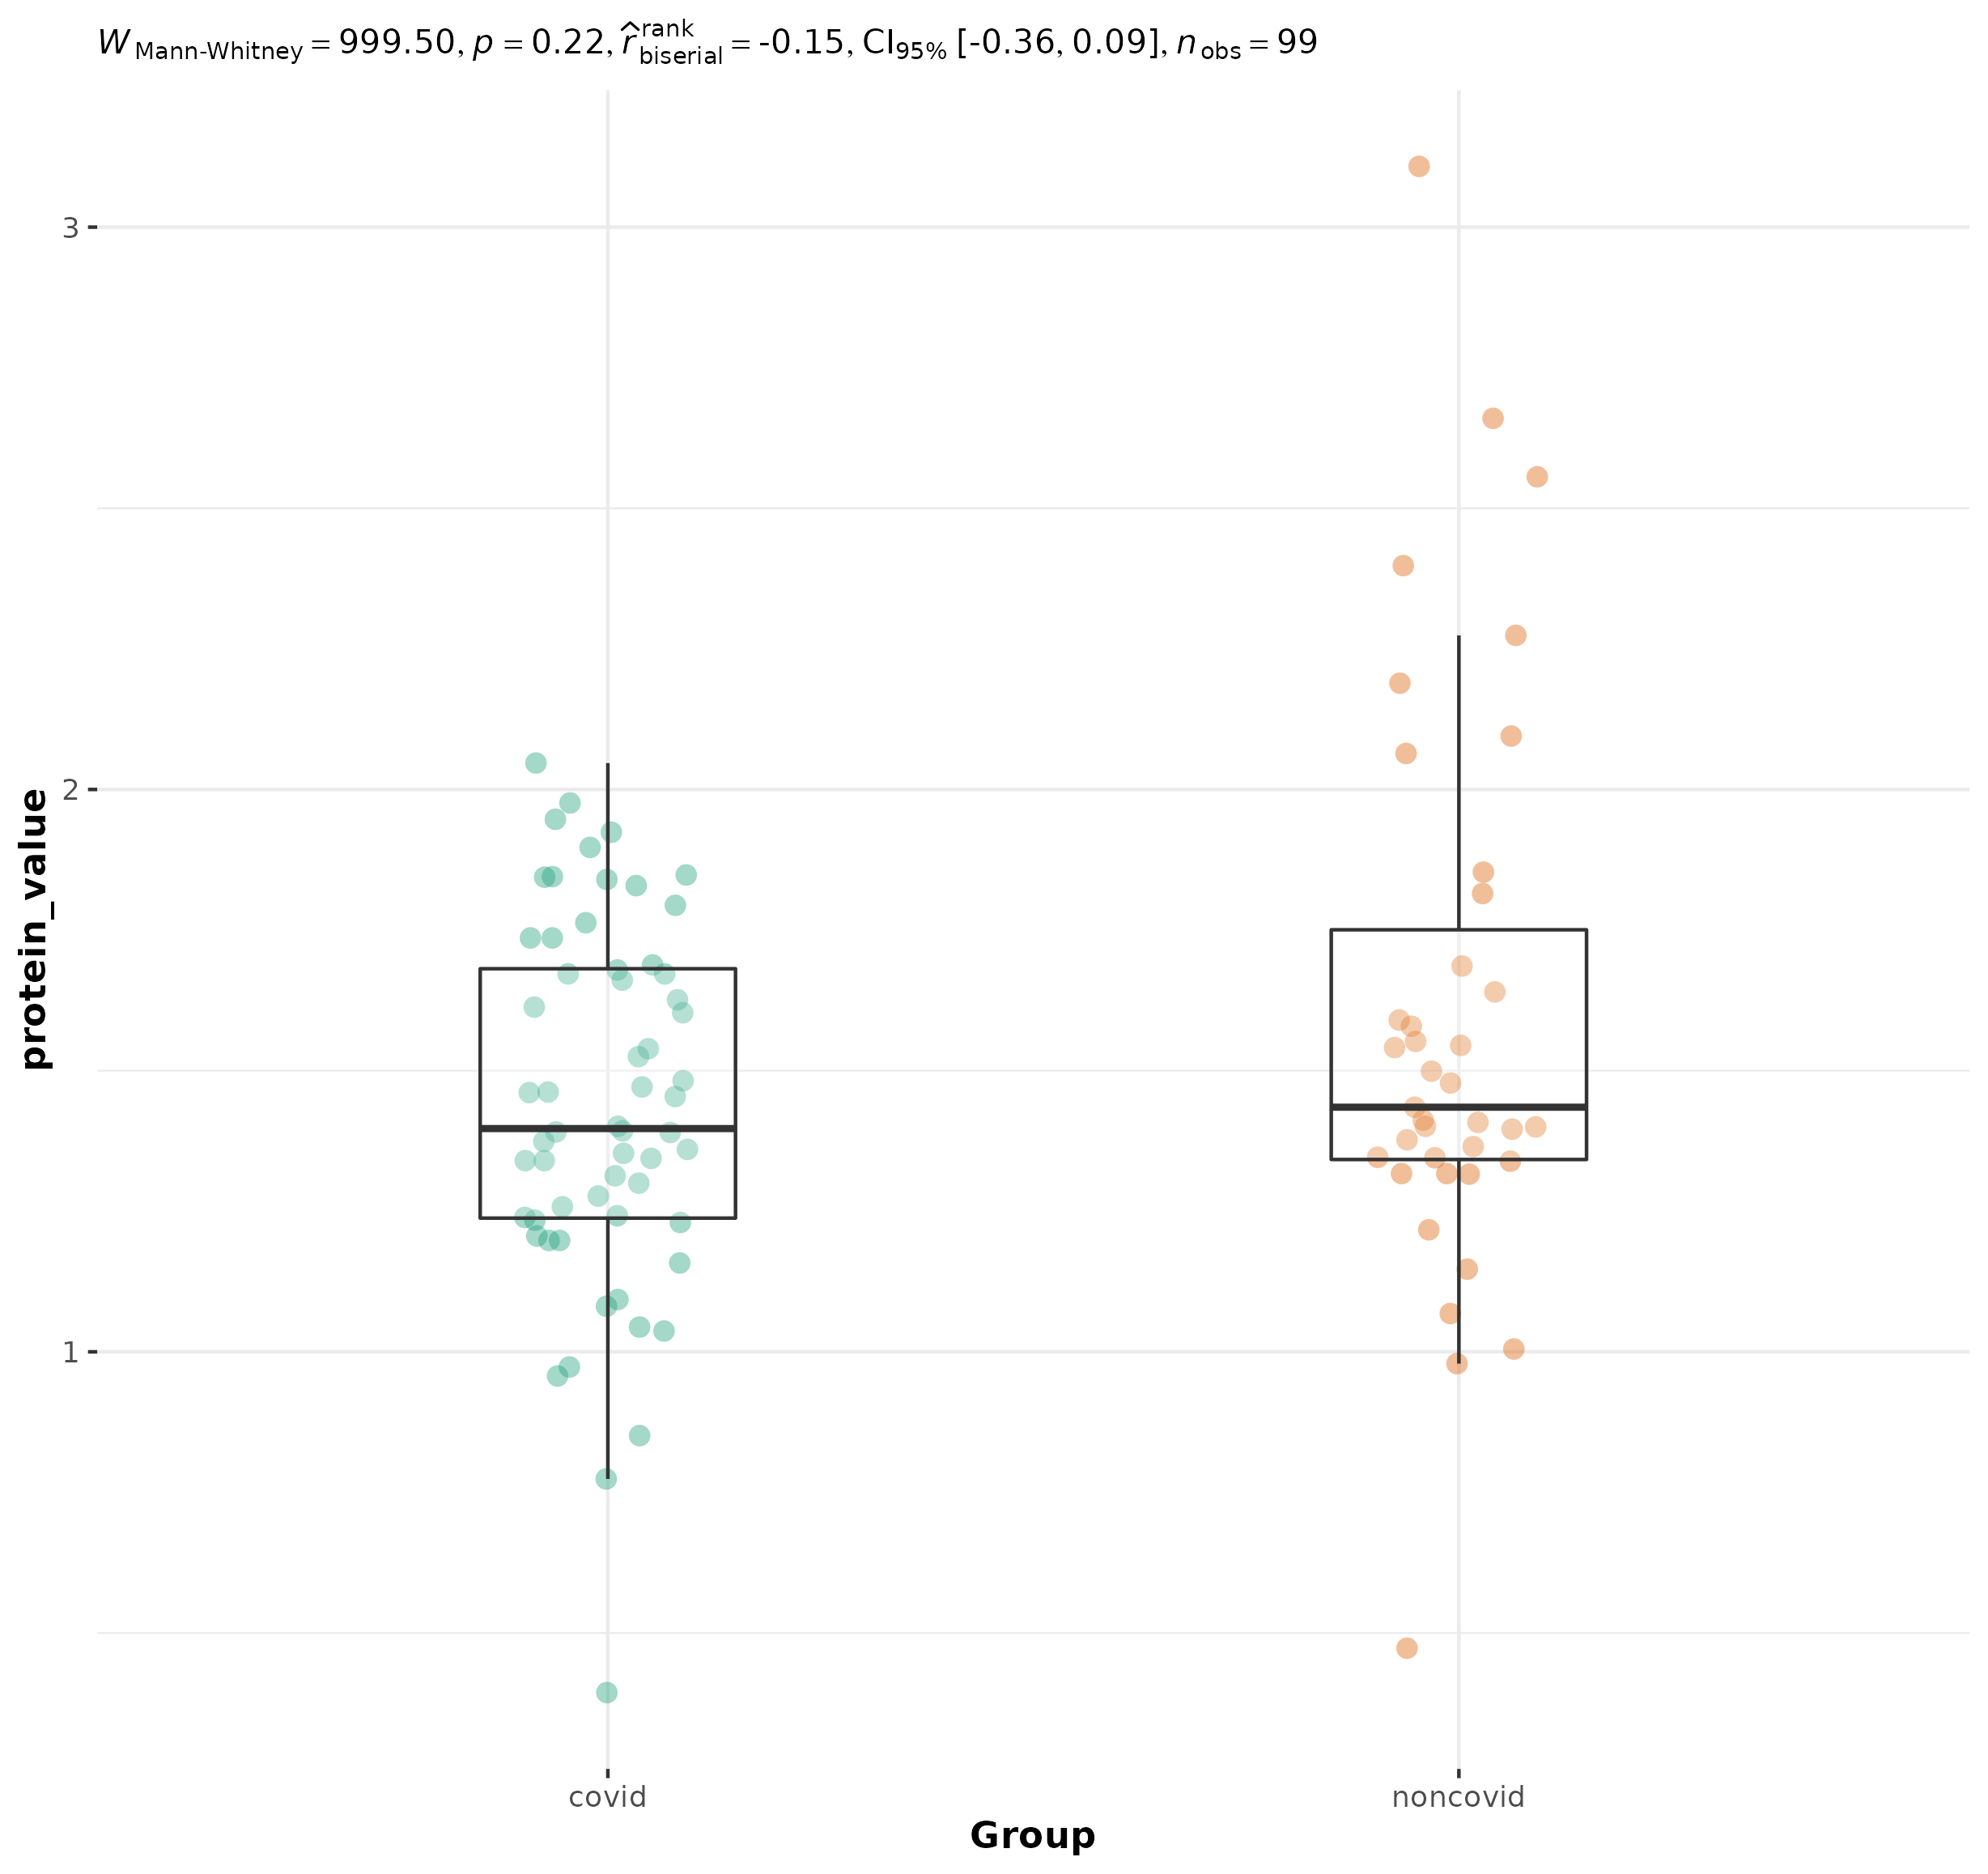 W Mann-Whitney = 999.50, p = 0.22, r̂ rank biserial = -0.15, CI95% [-0.36, 0.09], n obs = 99
3
2
1
protein_value
covid noncovid
Group